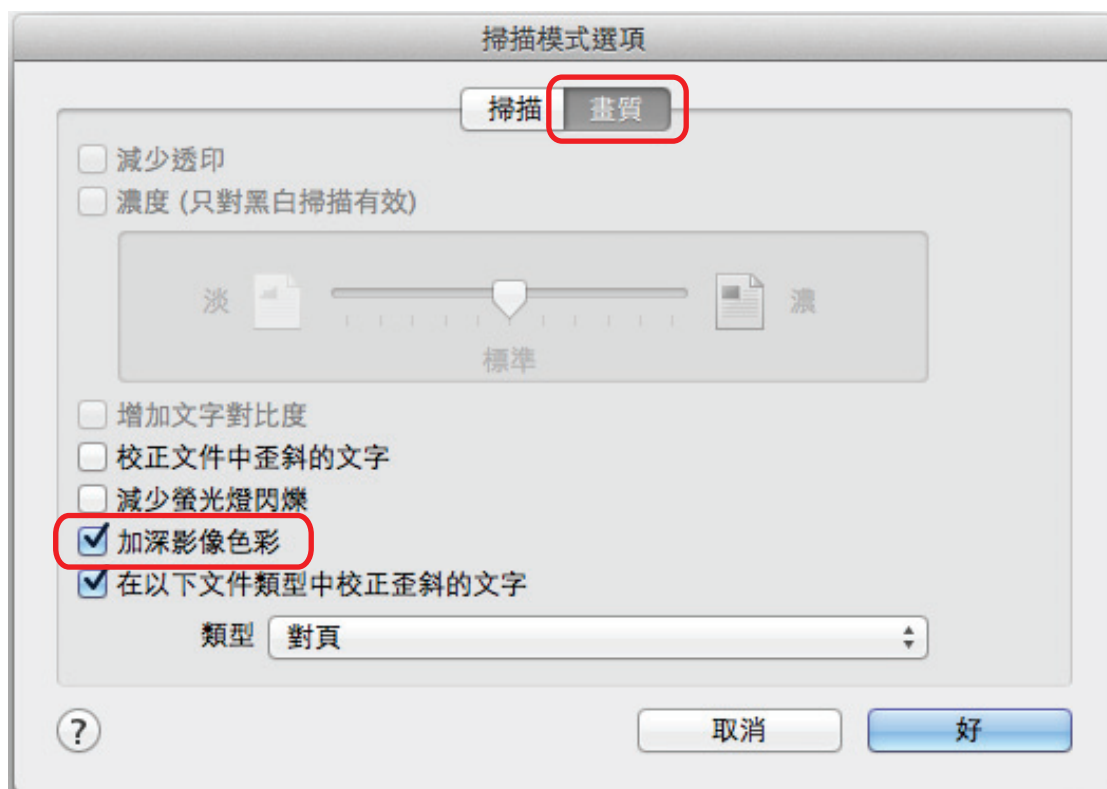 掃描模式選項
掃描 畫質
減少透印
濃度 (只對黑白掃描有效)
淡 濃
標準
增加文字對比度
校正文件中歪斜的文字
減少螢光燈閃爍
加深影像色彩
在以下文件類型中校正歪斜的文字
類型 對頁
? 取消 好